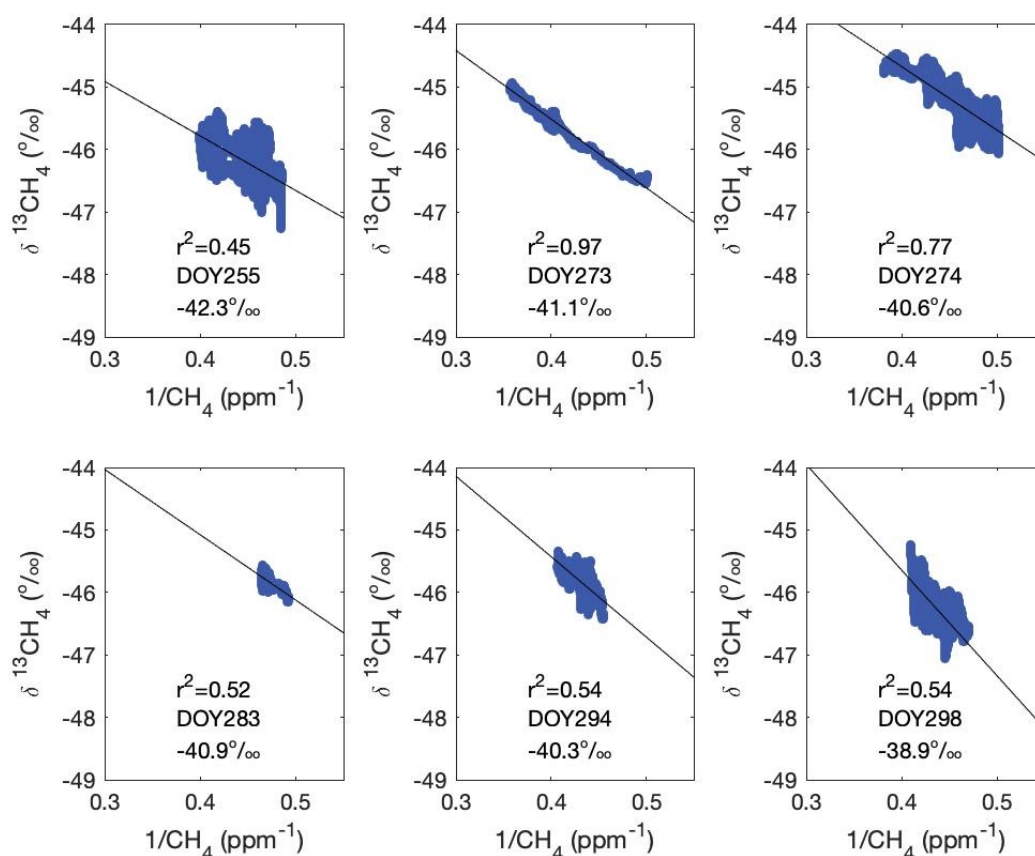 -44
-45
-46
-47
-48
-49
δ ¹³CH₄ (º/∞)
r²=0.45
DOY255
-42.3º/∞
0.3 0.4 0.5
1/CH₄ (ppm⁻¹)
-44
-45
-46
-47
-48
-49
δ ¹³CH₄ (º/∞)
r²=0.97
DOY273
-41.1º/∞
0.3 0.4 0.5
1/CH₄ (ppm⁻¹)
-44
-45
-46
-47
-48
-49
δ ¹³CH₄ (º/∞)
r²=0.77
DOY274
-40.6º/∞
0.3 0.4 0.5
1/CH₄ (ppm⁻¹)
-44
-45
-46
-47
-48
-49
δ ¹³CH₄ (º/∞)
r²=0.52
DOY283
-40.9º/∞
0.3 0.4 0.5
1/CH₄ (ppm⁻¹)
-44
-45
-46
-47
-48
-49
δ ¹³CH₄ (º/∞)
r²=0.54
DOY294
-40.3º/∞
0.3 0.4 0.5
1/CH₄ (ppm⁻¹)
-44
-45
-46
-47
-48
-49
δ ¹³CH₄ (º/∞)
r²=0.54
DOY298
-38.9º/∞
0.3 0.4 0.5
1/CH₄ (ppm⁻¹)